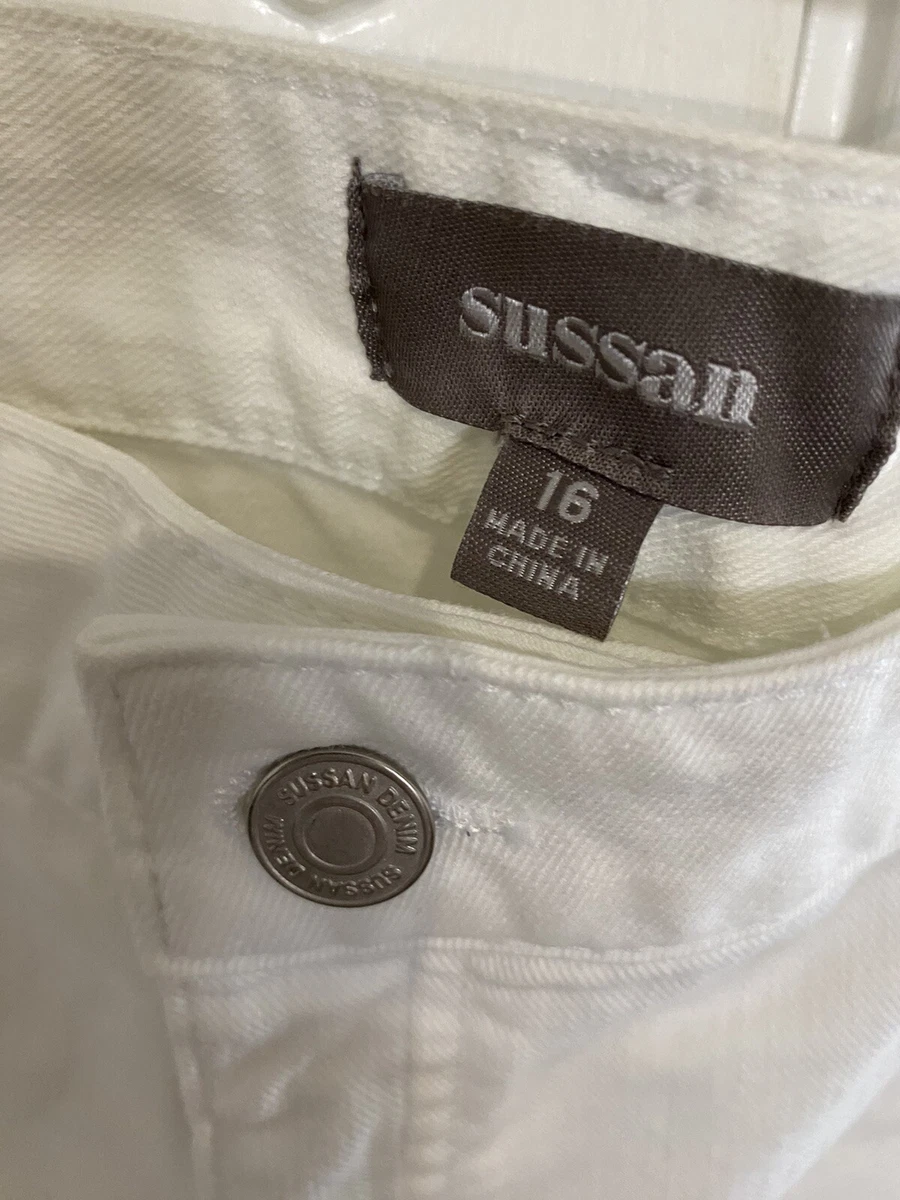 sussan
16
MADE IN
CHINA
SUSSAN DENIM
SUSSAN DENIM